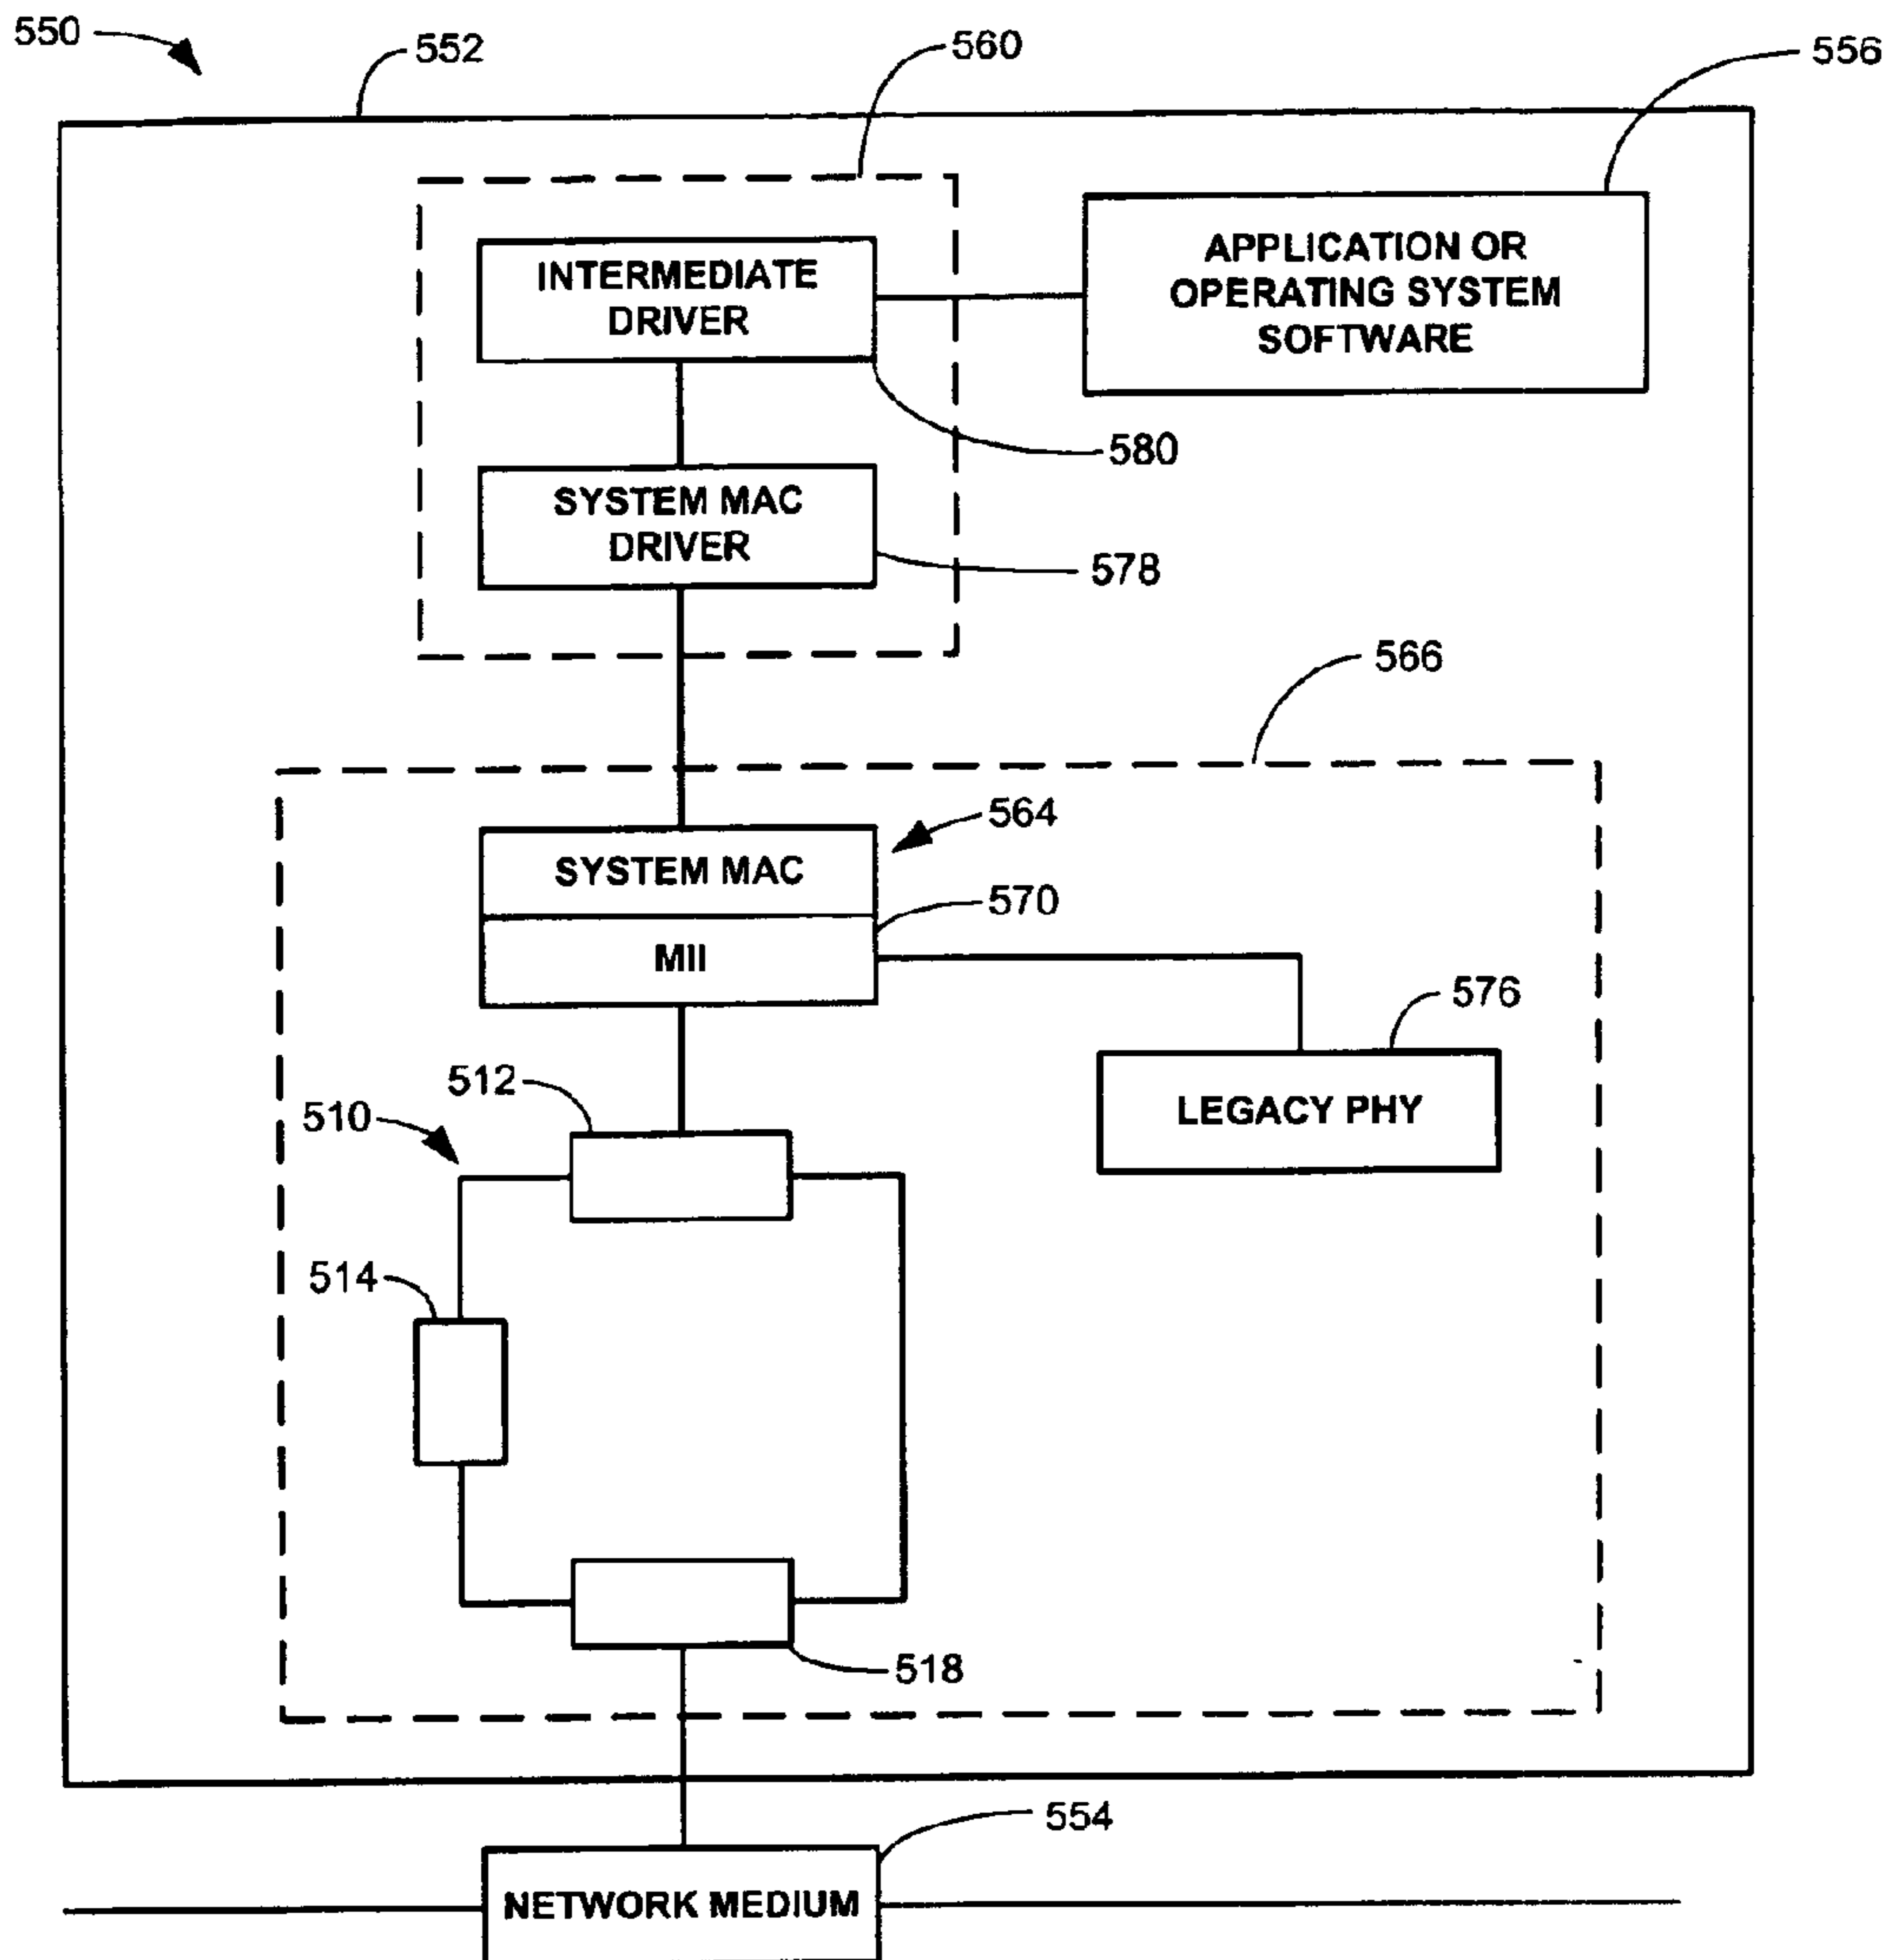 550
552
560
556
INTERMEDIATE
DRIVER
APPLICATION OR
OPERATING SYSTEM
SOFTWARE
580
SYSTEM MAC
DRIVER
578
566
564
SYSTEM MAC
570
MII
576
512
510
LEGACY PHY
514
518
554
NETWORK MEDIUM